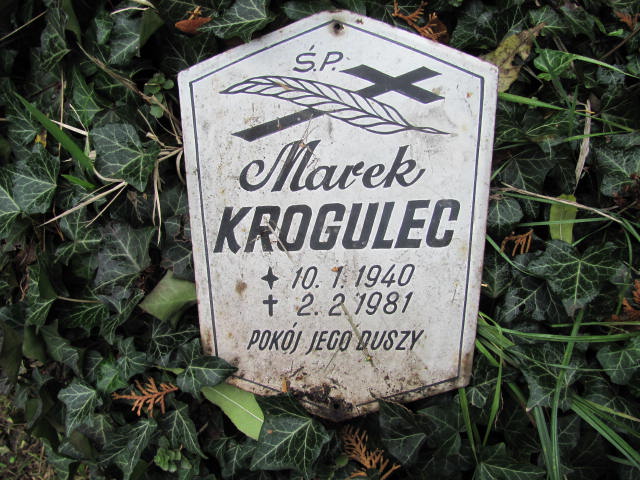 Ś.P.
Marek
KROGULEC
10.1.1940
2.2 1981
POKÓJ JEGO DUSZY